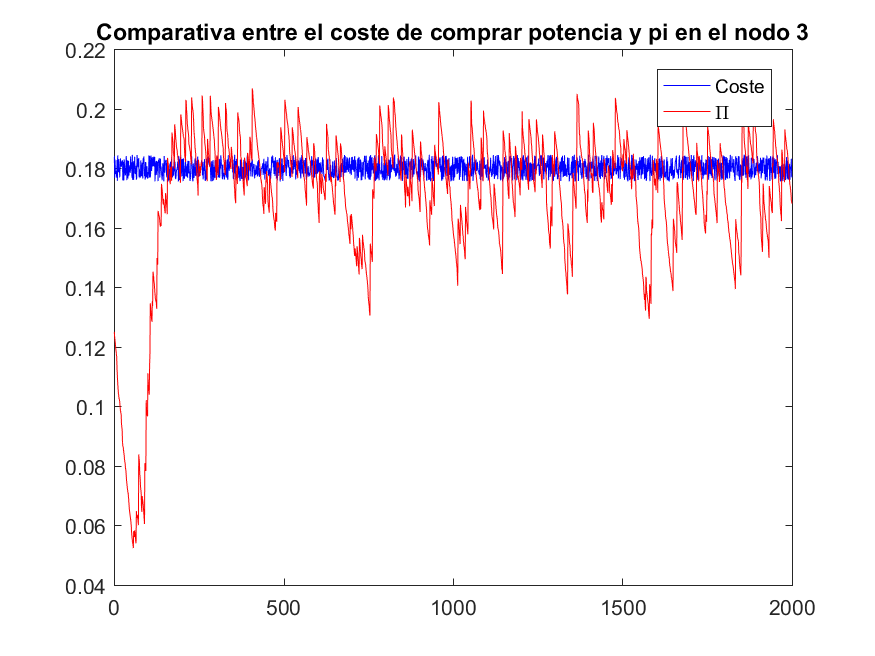 Comparativa entre el coste de comprar potencia y pi en el nodo 3
0.22
0.2
0.18
0.16
0.14
0.12
0.1
0.08
0.06
0.04
0 500 1000 1500 2000
Coste
Π